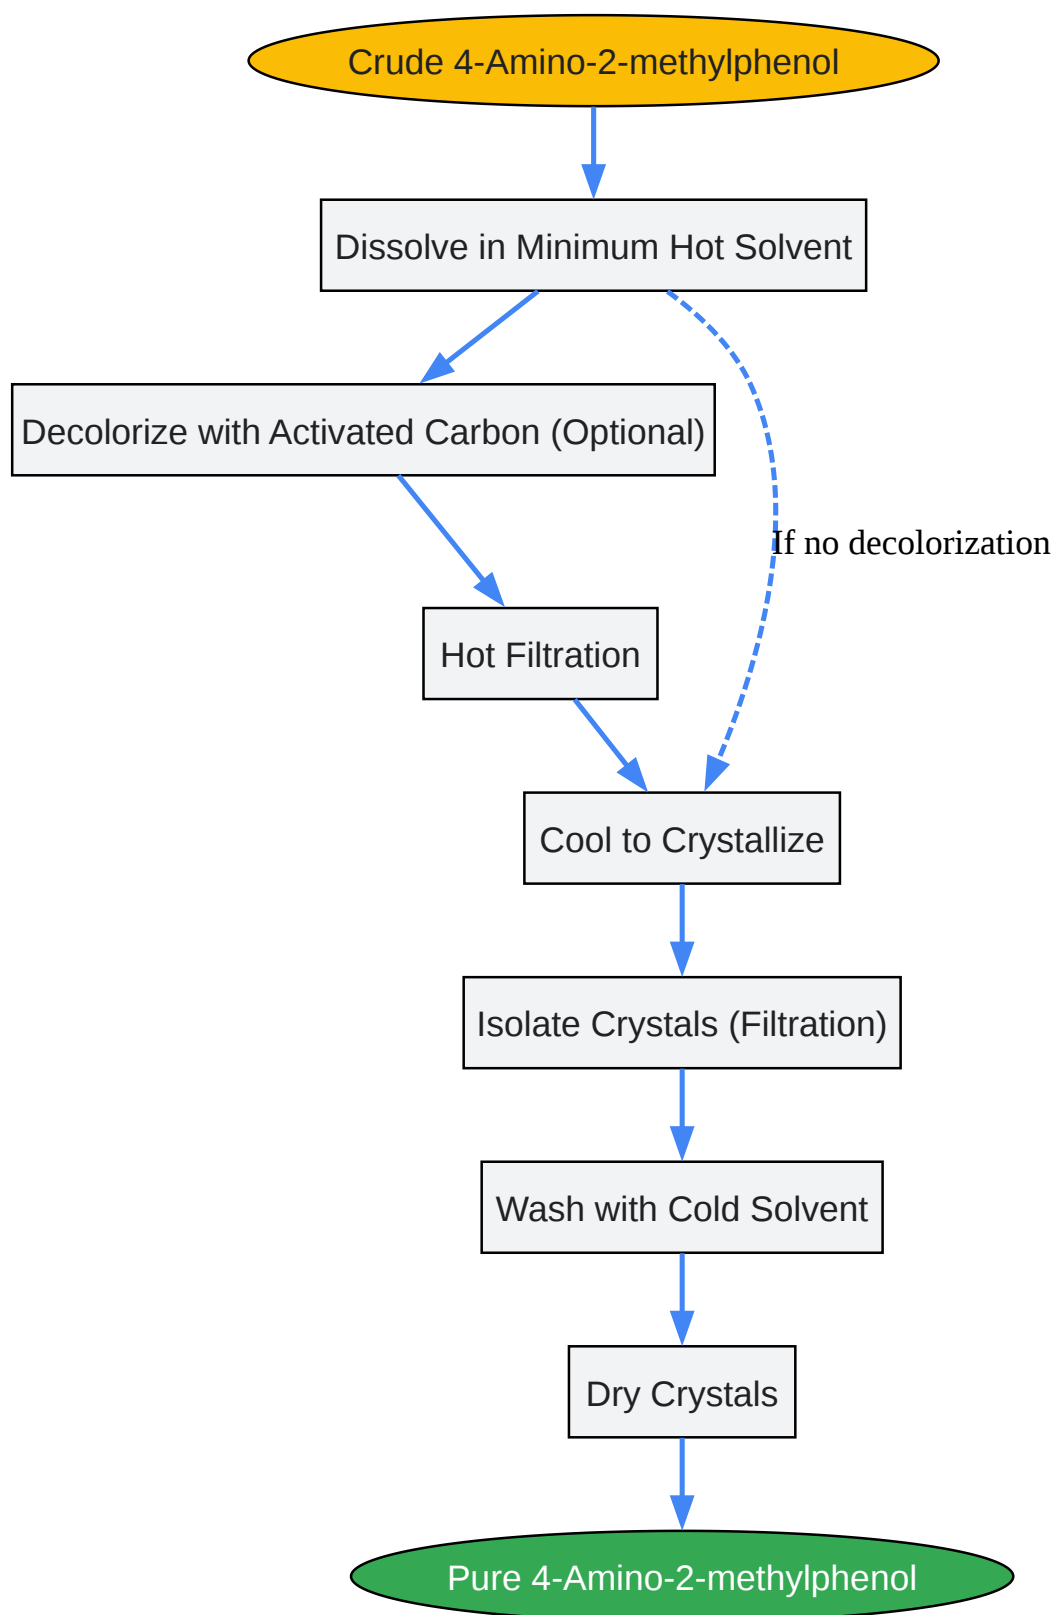 Crude 4-Amino-2-methylphenol
Dissolve in Minimum Hot Solvent
Decolorize with Activated Carbon (Optional)
If no decolorization
Hot Filtration
Cool to Crystallize
Isolate Crystals (Filtration)
Wash with Cold Solvent
Dry Crystals
Pure 4-Amino-2-methylphenol